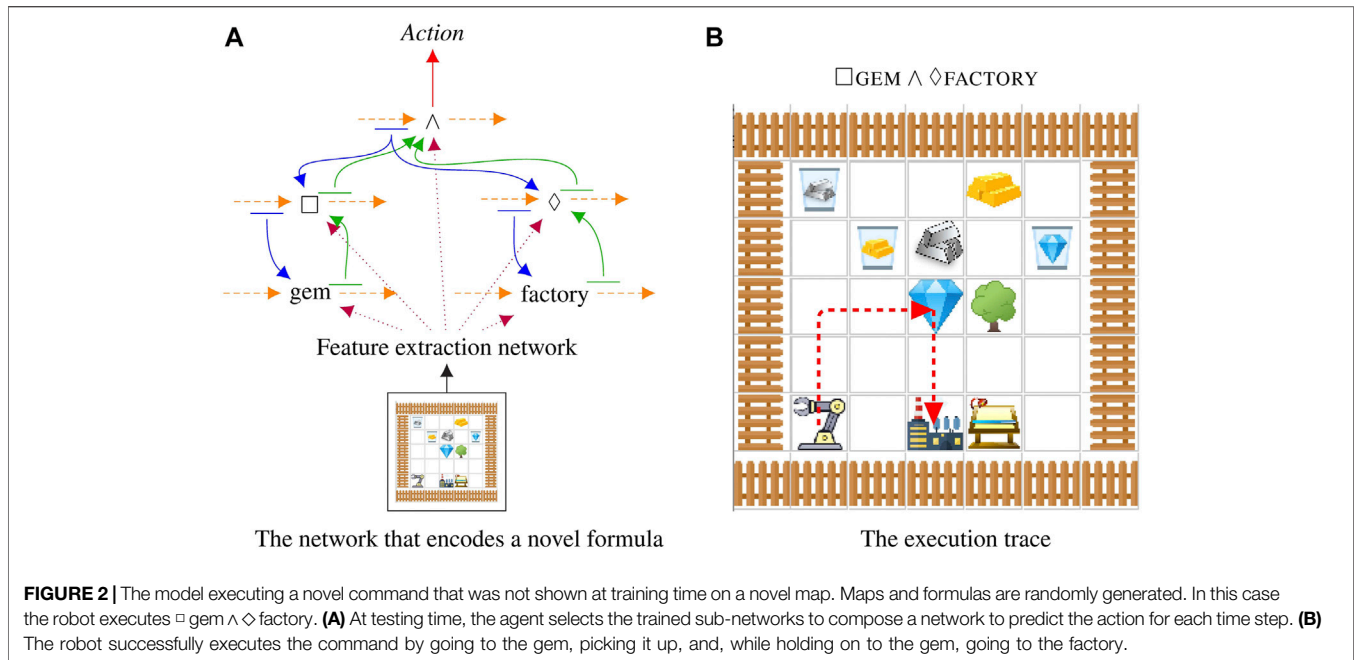 A
Action
∧
□
◊
gem
factory
Feature extraction network
The network that encodes a novel formula
B
□GEM ∧ ◊FACTORY
The execution trace
FIGURE 2 | The model executing a novel command that was not shown at training time on a novel map. Maps and formulas are randomly generated. In this case
the robot executes □ gem ∧ ◊ factory. (A) At testing time, the agent selects the trained sub-networks to compose a network to predict the action for each time step. (B)
The robot successfully executes the command by going to the gem, picking it up, and, while holding on to the gem, going to the factory.